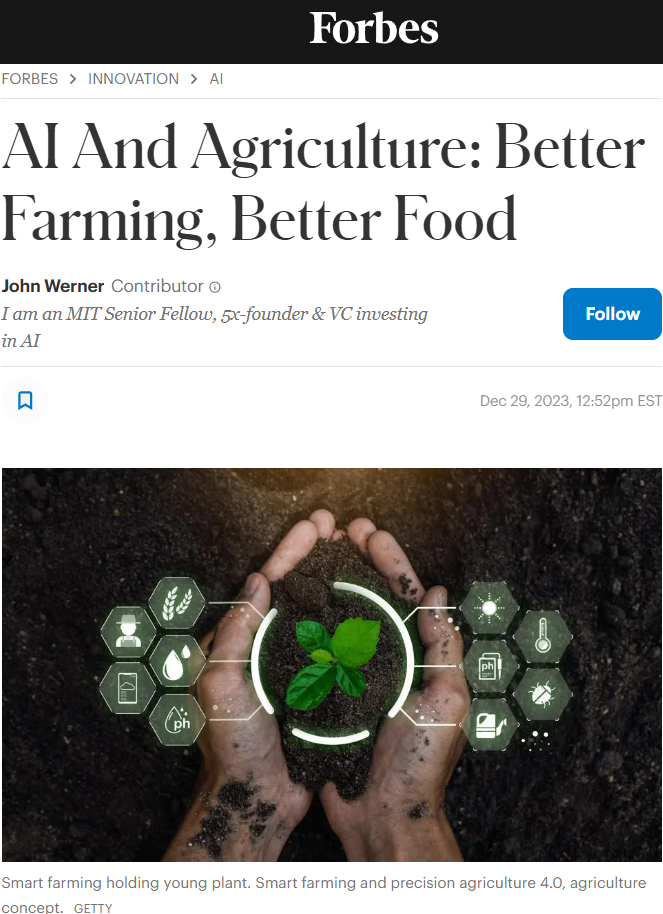 Forbes
FORBES > INNOVATION > AI
AI And Agriculture: Better
Farming, Better Food
John Werner Contributor
I am an MIT Senior Fellow, 5x-founder & VC investing
in AI
Follow
Dec 29, 2023, 12:52pm EST
ph
ph
Smart farming holding young plant. Smart farming and precision agriculture 4.0, agriculture
concept. GETTY